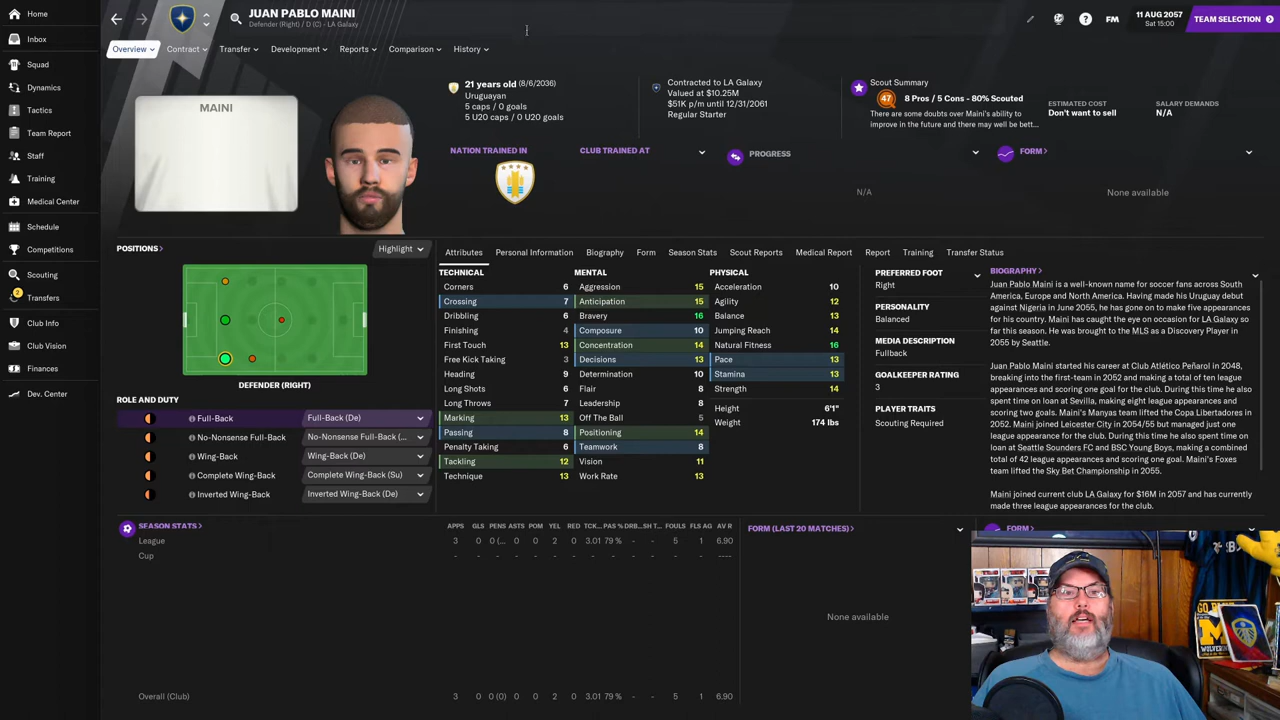 Home
JUAN PABLO MAINI
Defender (Right) / D (C) - LA Galaxy
11 AUG 2057
Sat 15:00
TEAM SELECTION
FM
Inbox
Overview
Contract
Transfer
Development
Reports
Comparison
History
Squad
Dynamics
Tactics
Team Report
Staff
Training
Medical Center
Schedule
Competitions
Scouting
Transfers
2
Club Info
Club Vision
Finances
Dev. Center
MAINI
21 years old (8/6/2036)
Uruguayan
5 caps / 0 goals
5 U20 caps / 0 U20 goals
Contracted to LA Galaxy
Valued at $10.25M
$51K p/m until 12/31/2061
Regular Starter
Scout Summary
47
8 Pros / 5 Cons - 80% Scouted
There are some doubts over Maini's ability to
improve in the future and there may well be bett...
ESTIMATED COST
Don't want to sell
SALARY DEMANDS
N/A
NATION TRAINED IN
CLUB TRAINED AT
PROGRESS
N/A
FORM
None available
POSITIONS
Highlight
DEFENDER (RIGHT)
ROLE AND DUTY
Full-Back Full-Back (De)
No-Nonsense Full-Back No-Nonsense Full-Back (...
Wing-Back Wing-Back (De)
Complete Wing-Back Complete Wing-Back (Su)
Inverted Wing-Back Inverted Wing-Back (De)
Attributes Personal Information Biography Form Season Stats Scout Reports Medical Report Report Training Transfer Status
TECHNICAL
Corners 6
Crossing 7
Dribbling 6
Finishing 4
First Touch 13
Free Kick Taking 3
Heading 9
Long Shots 6
Long Throws 7
Marking 13
Passing 8
Penalty Taking 6
Tackling 12
Technique 13
MENTAL
Aggression 15
Anticipation 15
Bravery 16
Composure 10
Concentration 14
Decisions 13
Determination 10
Flair 8
Leadership 8
Off The Ball 5
Positioning 14
Teamwork 8
Vision 11
Work Rate 13
PHYSICAL
Acceleration 10
Agility 12
Balance 13
Jumping Reach 14
Natural Fitness 16
Pace 13
Stamina 13
Strength 14
Height 6'1"
Weight 174 lbs
PREFERRED FOOT
Right
PERSONALITY
Balanced
MEDIA DESCRIPTION
Fullback
GOALKEEPER RATING
3
PLAYER TRAITS
Scouting Required
BIOGRAPHY
Juan Pablo Maini is a well-known name for soccer fans across South
America, Europe and North America. Having made his Uruguay debut
against Nigeria in June 2055, he has gone on to make five appearances
for his country. Maini has caught the eye on occasion for LA Galaxy so
far this season. He was brought to the MLS as a Discovery Player in
2055 by Seattle.
Juan Pablo Maini started his career at Club Atlético Peñarol in 2048,
breaking into the first-team in 2052 and making a total of ten league
appearances and scoring one goal for the club. During this time he also
spent time on loan at Sevilla, making eight league appearances and
scoring two goals. Maini's Manyas team lifted the Copa Libertadores in
2052. Maini joined Leicester City in 2054/55 but managed just one
league appearance for the club. During this time he also spent time on
loan at Seattle Sounders FC and BSC Young Boys, making a combined
total of 42 league appearances and scoring one goal. Maini's Foxes
team lifted the Sky Bet Championship in 2055.
Maini joined current club LA Galaxy for $16M in 2057 and has currently
made three league appearances for the club.
SEASON STATS
APPS GLS PENS ASTS POM YEL RED TCK... PAS % DRB... SH T... FOULS FLS AG AV R
League 3 0 0 (... 0 0 2 0 3.01 79 % - - 5 1 6.90
Cup - - - - - - - - - - - - - ----
Overall (Club) 3 0 0 (0) 0 0 2 0 3.01 79 % - - 5 1 6.90
FORM (LAST 20 MATCHES)
None available
FORM